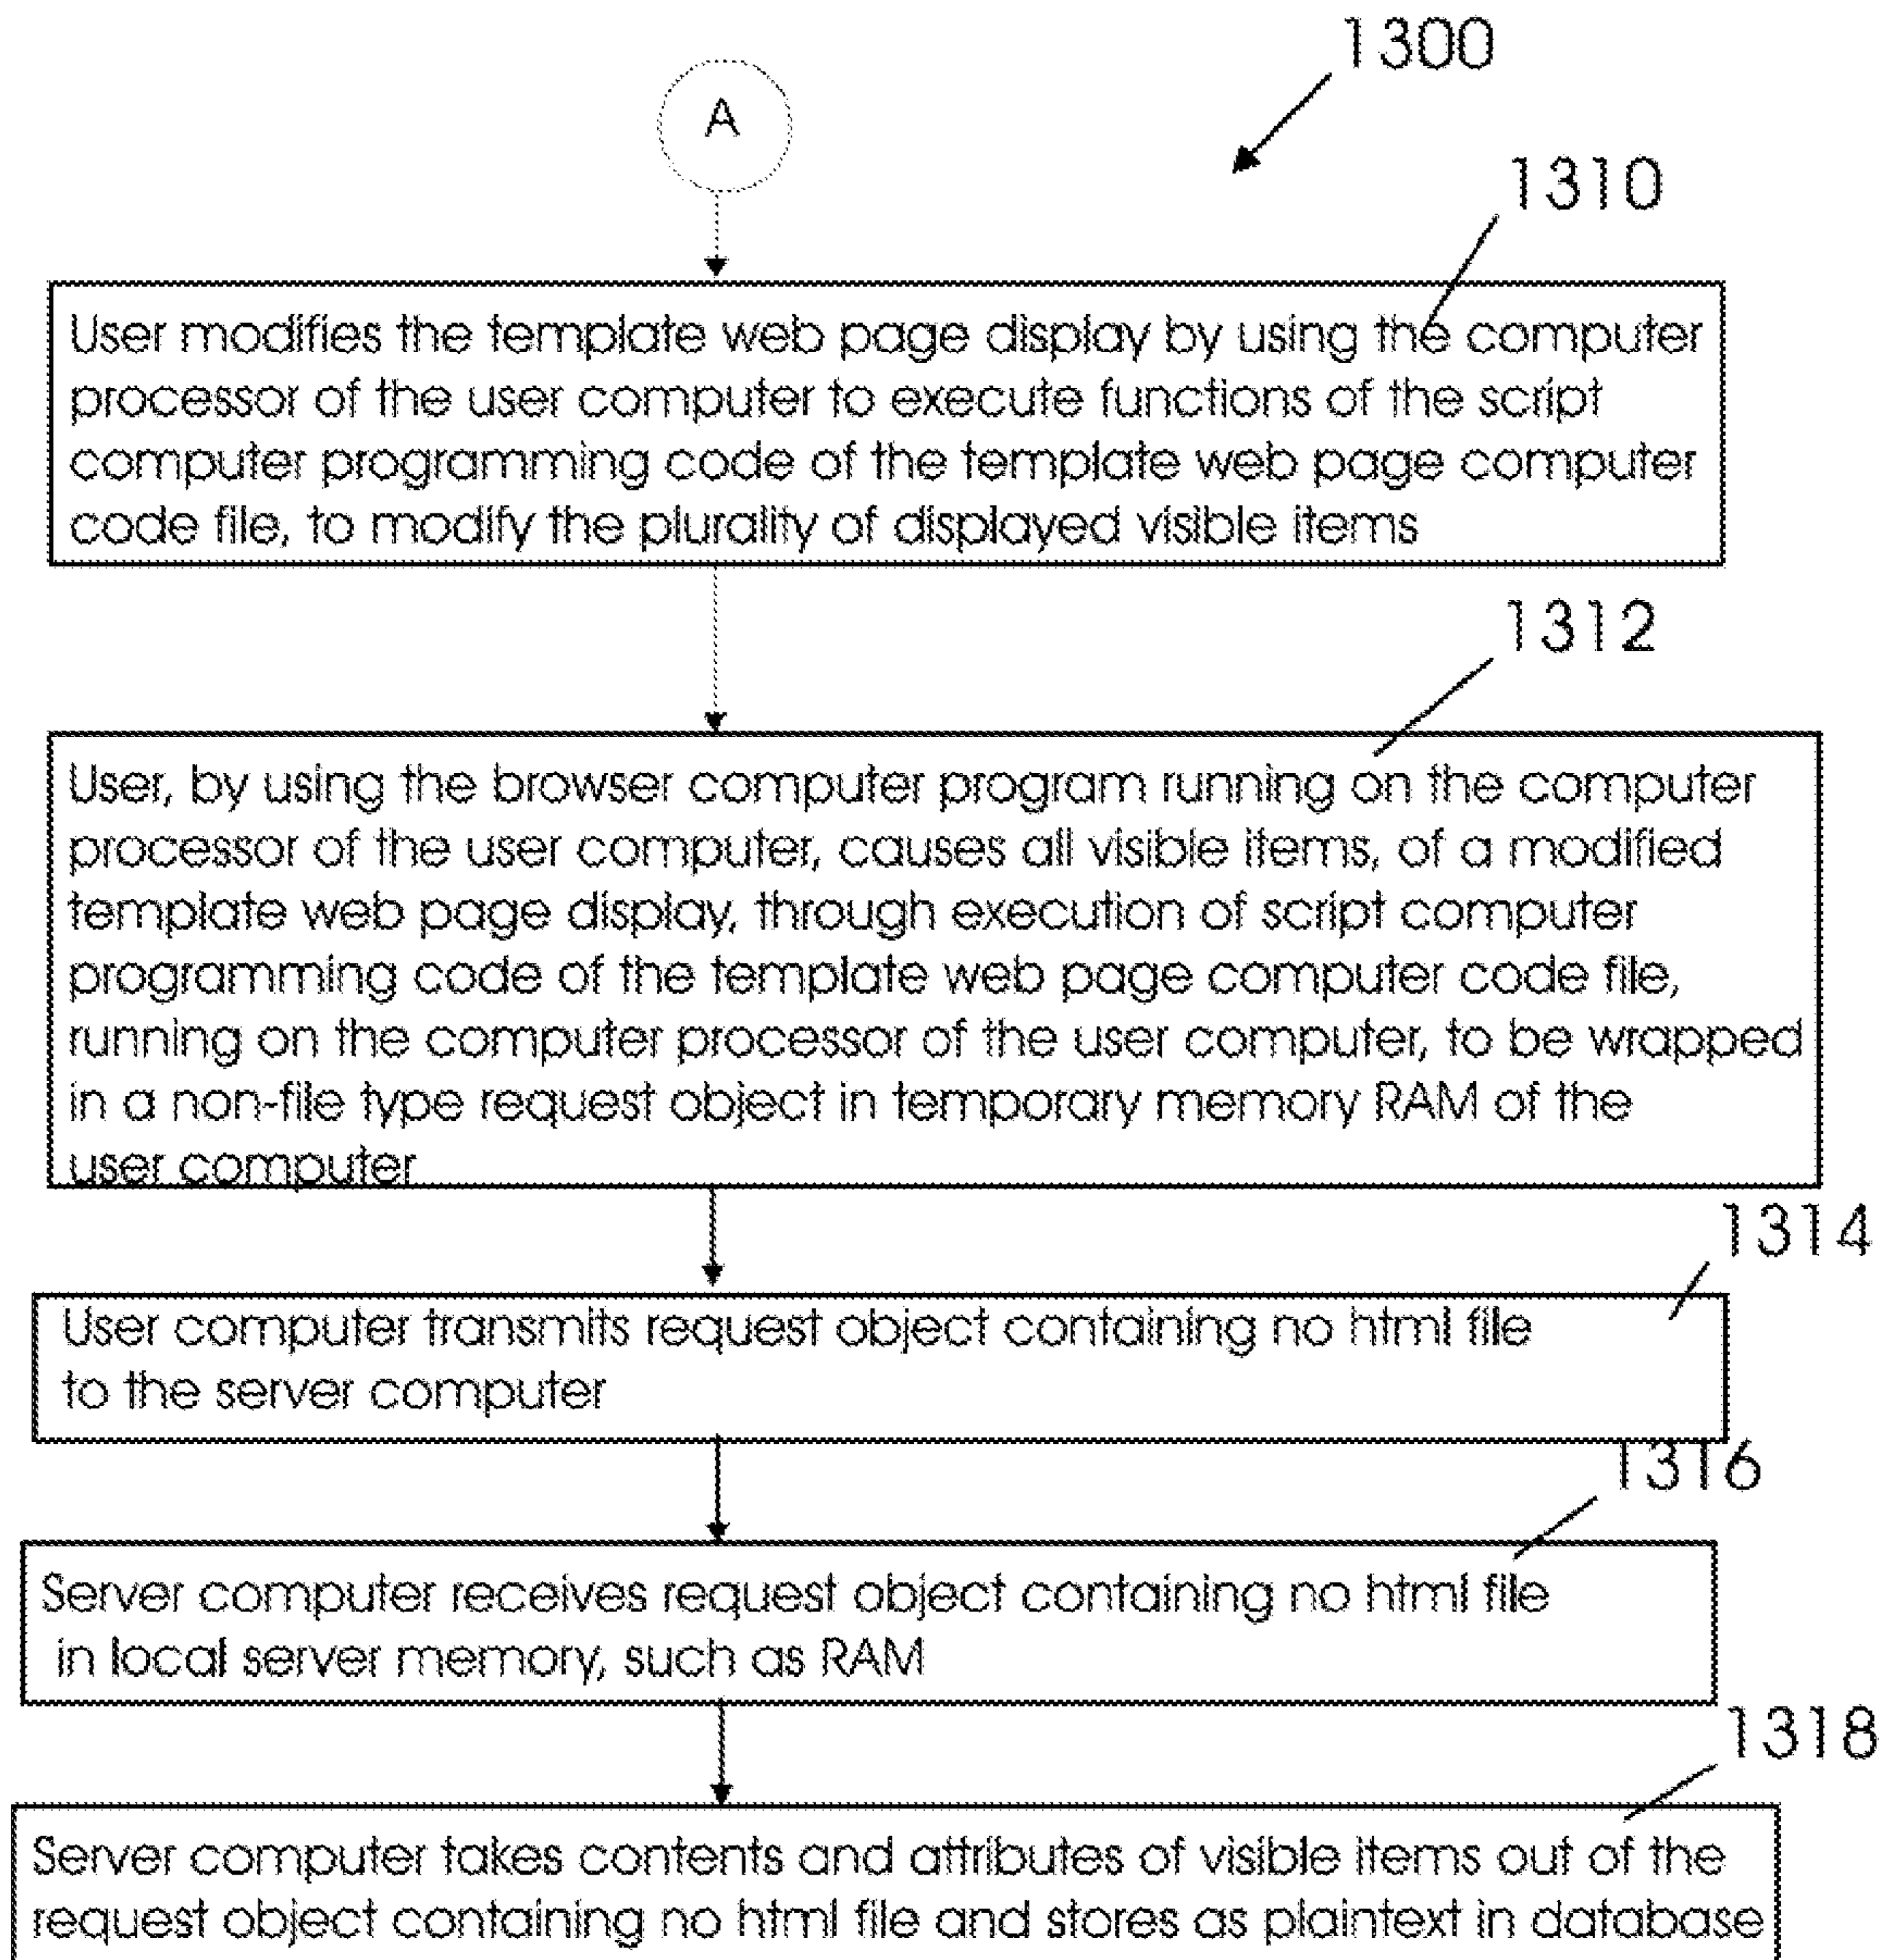 1300
A
1310
User modifies the template web page display by using the computer
processor of the user computer to execute functions of the script
computer programming code of the template web page computer
code file, to modify the plurality of displayed visible items
1312
User, by using the browser computer program running on the computer
processor of the user computer, causes all visible items, of a modified
template web page display, through execution of script computer
programming code of the template web page computer code file,
running on the computer processor of the user computer, to be wrapped
in a non-file type request object in temporary memory RAM of the
user computer
1314
User computer transmits request object containing no html file
to the server computer
1316
Server computer receives request object containing no html file
in local server memory, such as RAM
1318
Server computer takes contents and attributes of visible items out of the
request object containing no html file and stores as plaintext in database